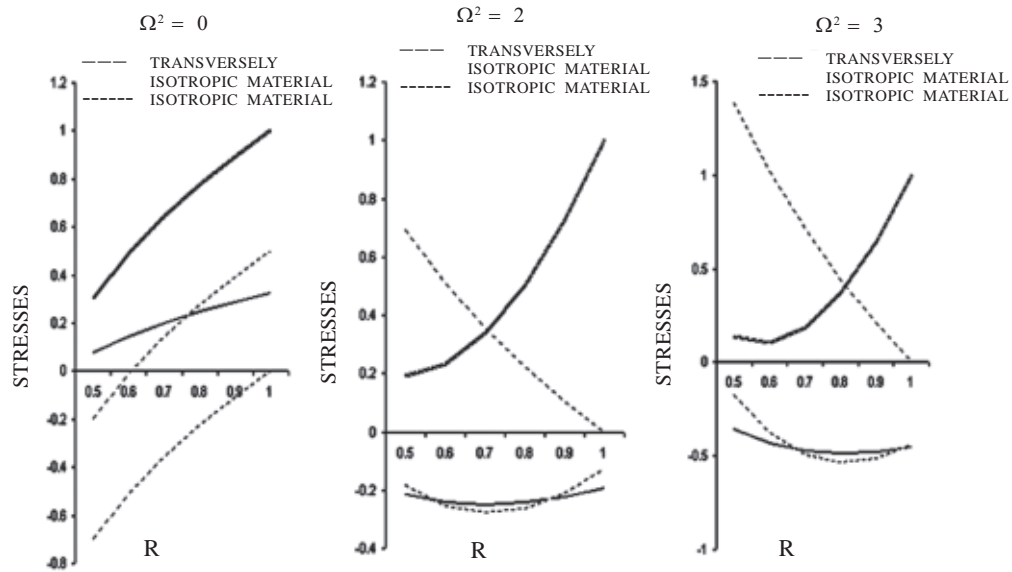 Ω² = 0
TRANSVERSELY
ISOTROPIC MATERIAL
ISOTROPIC MATERIAL
1.2
1
0.8
0.6
0.4
0.2
0
-0.2
-0.4
-0.6
-0.8
0.5 0.6 0.7 0.8 0.9 1
STRESSES
R
Ω² = 2
TRANSVERSELY
ISOTROPIC MATERIAL
ISOTROPIC MATERIAL
1.2
1
0.8
0.6
0.4
0.2
0
-0.2
-0.4
0.5 0.6 0.7 0.8 0.9 1
STRESSES
R
Ω² = 3
TRANSVERSELY
ISOTROPIC MATERIAL
ISOTROPIC MATERIAL
1.5
1
0.5
0
-0.5
-1
0.5 0.6 0.7 0.8 0.9 1
STRESSES
R